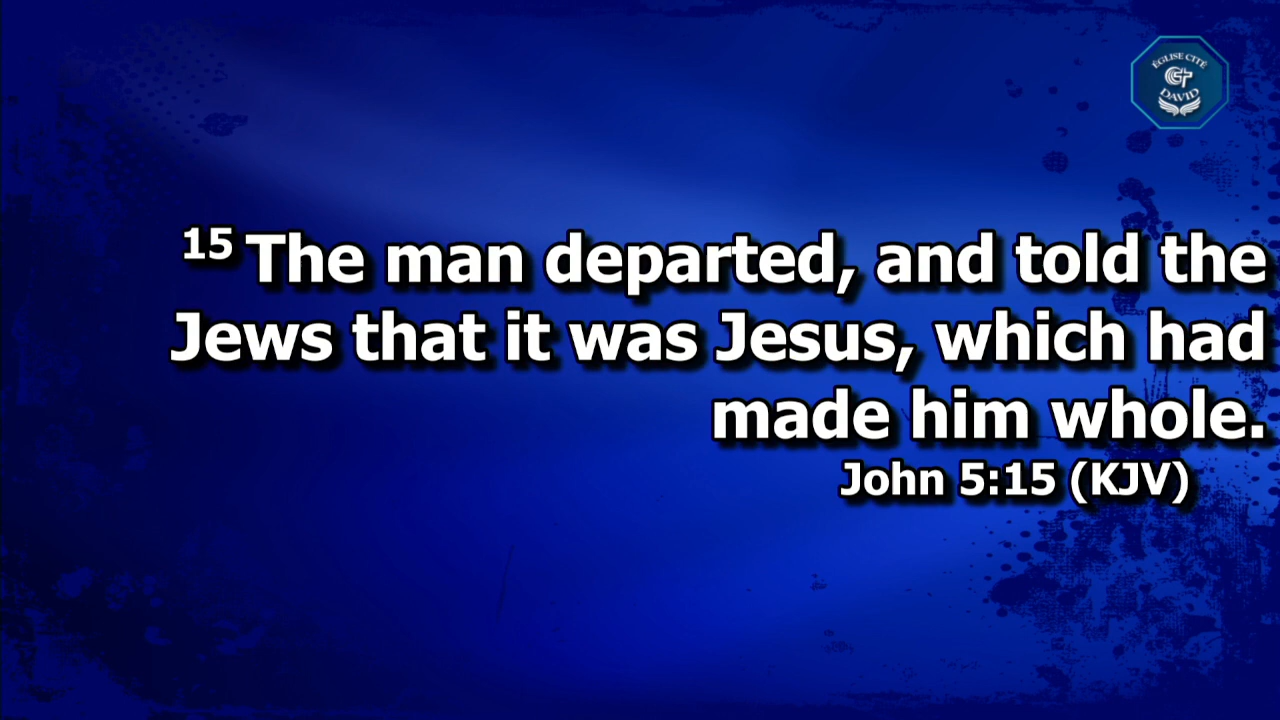 ÉGLISE CITÉ
DAVID
15 The man departed, and told the
Jews that it was Jesus, which had
made him whole.
John 5:15 (KJV)